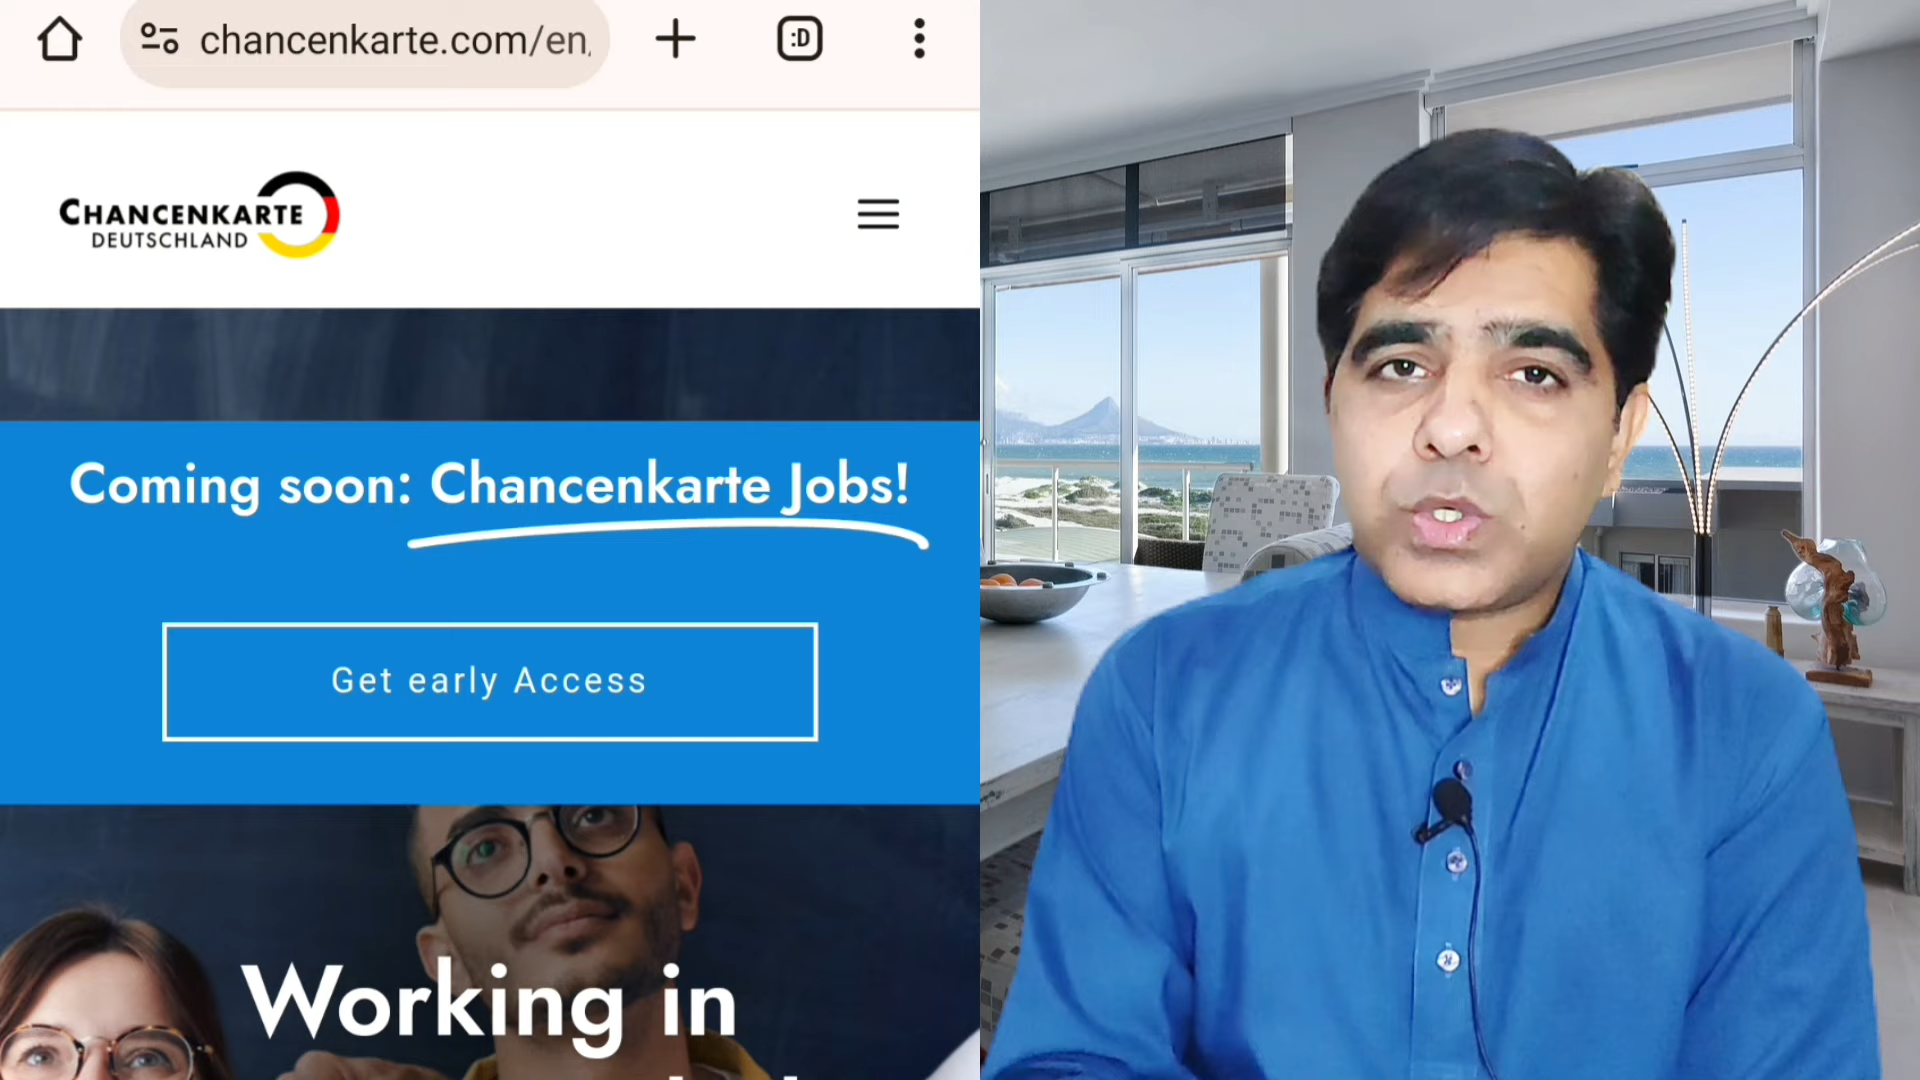 chancenkarte.com/en
:D
CHANCENKARTE
DEUTSCHLAND
Coming soon: Chancenkarte Jobs!
Get early Access
Working in